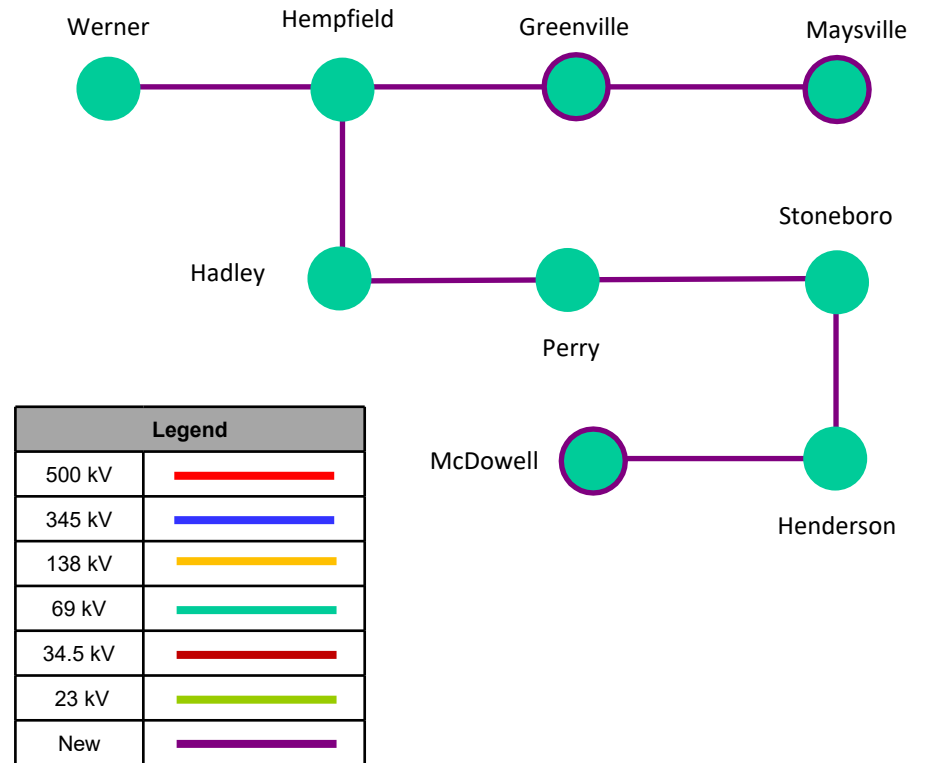 Werner
Hempfield
Greenville
Maysville
Stoneboro
Hadley
Perry
McDowell
Henderson
Legend
500 kV
345 kV
138 kV
69 kV
34.5 kV
23 kV
New